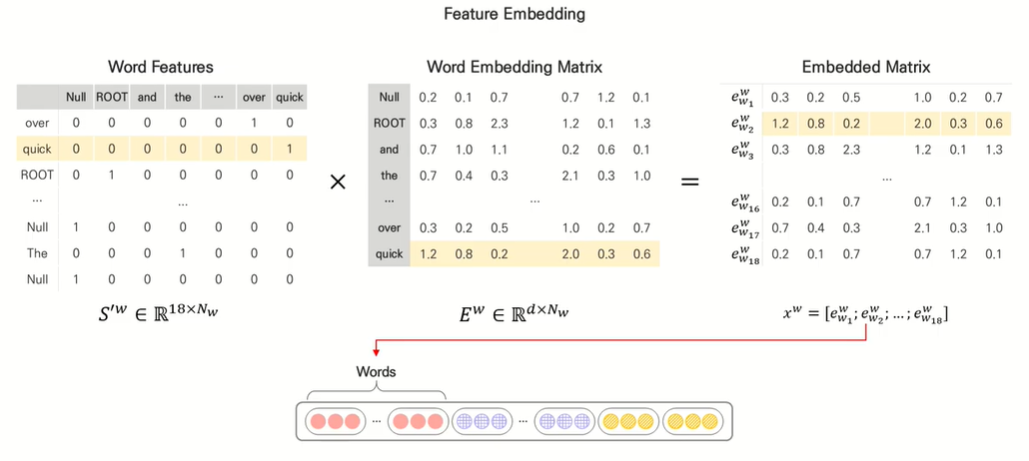 Feature Embedding
Word Features
Null ROOT and the ... over quick
over 0 0 0 0 0 1 0
quick 0 0 0 0 0 0 1
ROOT 0 1 0 0 0 0 0
... ...
Null 1 0 0 0 0 0 0
The 0 0 0 1 0 0 0
Null 1 0 0 0 0 0 0
S'^w ∈ ℝ^{18×N_w}
×
Word Embedding Matrix
Null 0.2 0.1 0.7 0.7 1.2 0.1
ROOT 0.3 0.8 2.3 1.2 0.1 1.3
and 0.7 1.0 1.1 0.2 0.6 0.1
the 0.7 0.4 0.3 2.1 0.3 1.0
... ...
over 0.3 0.2 0.5 1.0 0.2 0.7
quick 1.2 0.8 0.2 2.0 0.3 0.6
E^w ∈ ℝ^{d×N_w}
=
Embedded Matrix
e^w_{w_1} 0.3 0.2 0.5 1.0 0.2 0.7
e^w_{w_2} 1.2 0.8 0.2 2.0 0.3 0.6
e^w_{w_3} 0.3 0.8 2.3 1.2 0.1 1.3
...
e^w_{w_16} 0.2 0.1 0.7 0.7 1.2 0.1
e^w_{w_17} 0.7 0.4 0.3 2.1 0.3 1.0
e^w_{w_18} 0.2 0.1 0.7 0.7 1.2 0.1
x^w = [e^w_{w_1}; e^w_{w_2}; ...; e^w_{w_18}]
Words
... ...